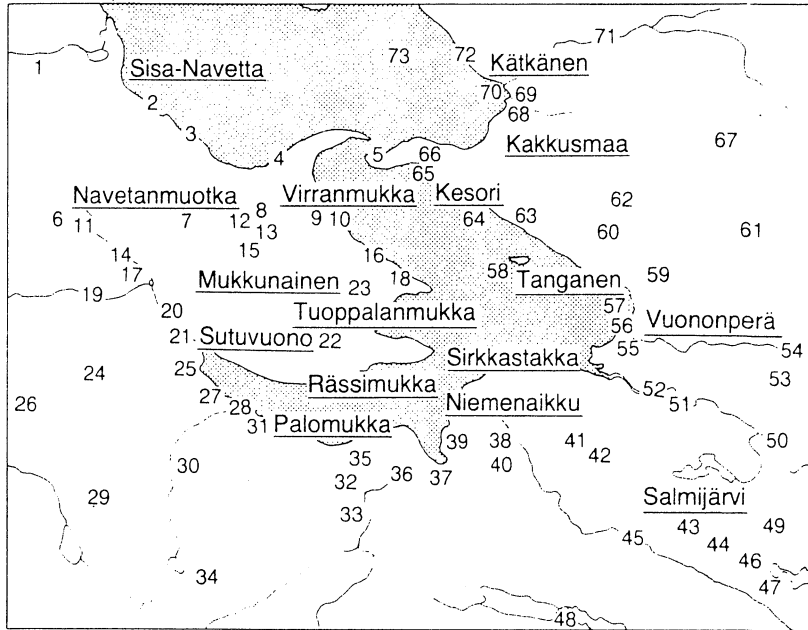 71
73 72 Kätkänen
1 Sisa-Navetta
70 69
2 68
3 67
4 5 66 Kakkusmaa
65
Navetanmuotka Virranmukka Kesori 62
6 11 7 12 8 9 10 64 63
13 60 61
15 16
14
17 18 58 59
Mukkunainen 23 Tanganen
19 57
20 Tuoppalanmukka 56 Vuononperä
21 Sutuvuono 22 55 54
Sirkkastakka
24 25 53
Rässimukka 52
26 27 28 Niemenaikku 51
31 Palomukka
39 38 41 50
30 35 40 42
32 36 37
29 Salmijärvi
33 43 49
45 44
46
34 47
48